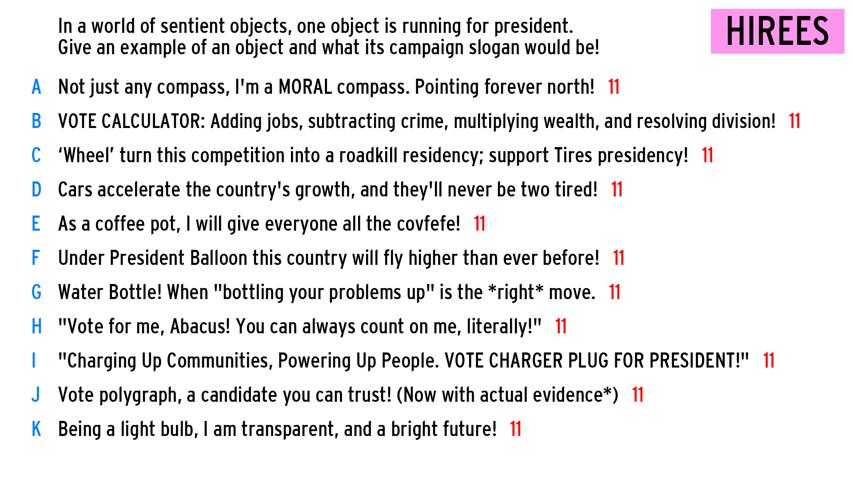 In a world of sentient objects, one object is running for president.
Give an example of an object and what its campaign slogan would be!
HIREES
A Not just any compass, I'm a MORAL compass. Pointing forever north! 11
B VOTE CALCULATOR: Adding jobs, subtracting crime, multiplying wealth, and resolving division! 11
C ‘Wheel’ turn this competition into a roadkill residency; support Tires presidency! 11
D Cars accelerate the country's growth, and they'll never be two tired! 11
E As a coffee pot, I will give everyone all the covfefe! 11
F Under President Balloon this country will fly higher than ever before! 11
G Water Bottle! When "bottling your problems up" is the *right* move. 11
H "Vote for me, Abacus! You can always count on me, literally!" 11
I "Charging Up Communities, Powering Up People. VOTE CHARGER PLUG FOR PRESIDENT!" 11
J Vote polygraph, a candidate you can trust! (Now with actual evidence*) 11
K Being a light bulb, I am transparent, and a bright future! 11